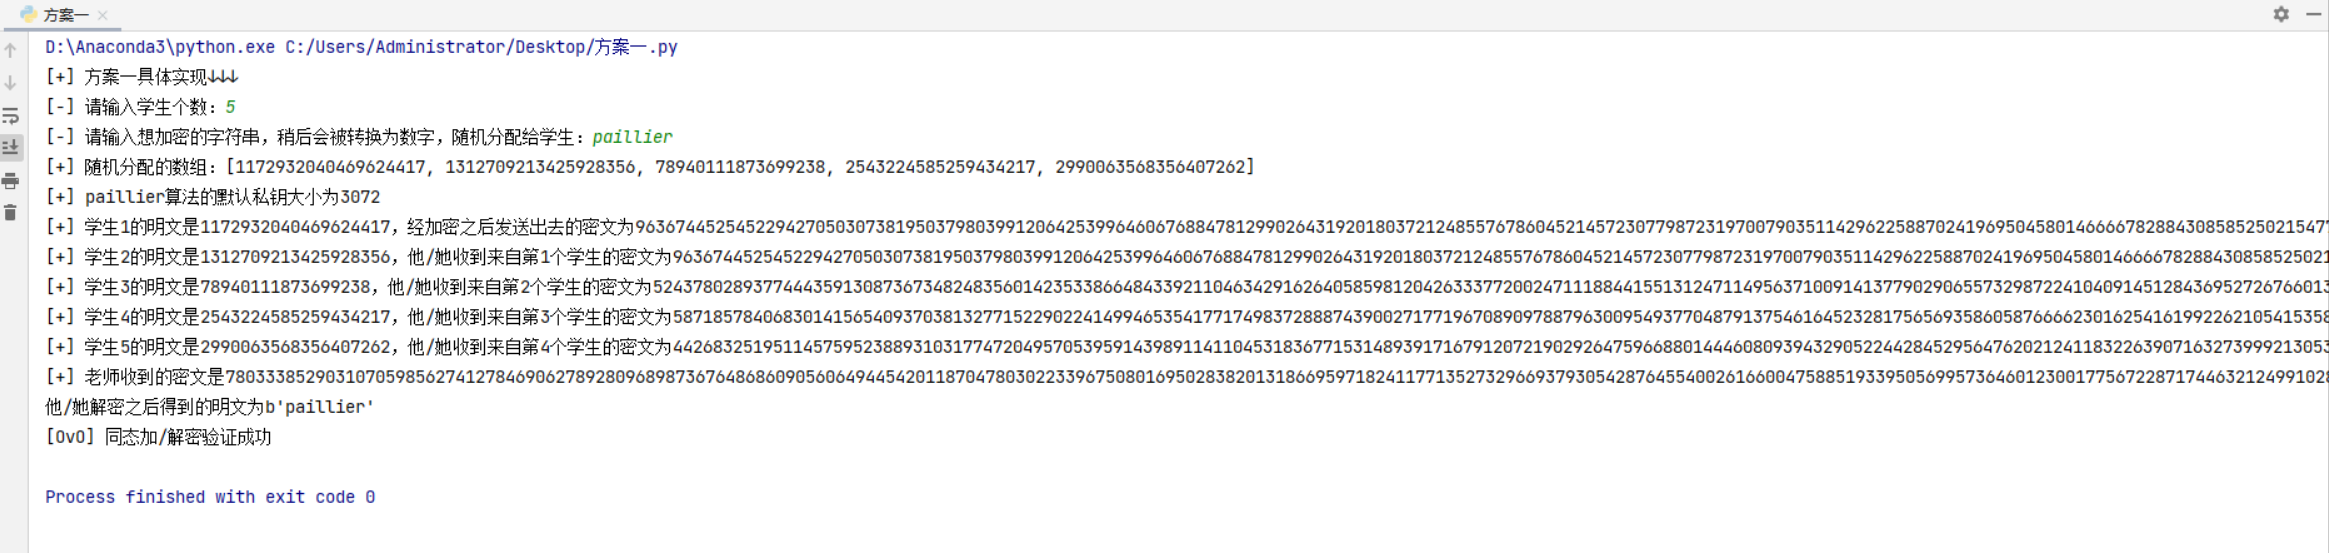 方案一
D:\Anaconda3\python.exe C:/Users/Administrator/Desktop/方案一.py
[+] 方案一具体实现↓↓↓
[-] 请输入学生个数：5
[-] 请输入想加密的字符串，稍后会被转换为数字，随机分配给学生：paillier
[+] 随机分配的数组：[1172932040469624417, 1312709213425928356, 78940111873699238, 2543224585259434217, 2990063568356407262]
[+] paillier算法的默认私钥大小为3072
[+] 学生1的明文是1172932040469624417，经加密之后发送出去的密文为9636744525452294270503073819503798039912064253996460676884781299026431920180372124855767860452145723077987231970079035114296225887024196950458014666678288430858525021547
[+] 学生2的明文是1312709213425928356，他/她收到来自第1个学生的密文为963674452545229427050307381950379803991206425399646067688478129902643192018037212485576786045214572307798723197007903511429622588702419695045801466667828843085852502
[+] 学生3的明文是78940111873699238，他/她收到来自第2个学生的密文为5243780289377444359130873673482483560142353386648433921104634291626405859812042633377200247111884415513124711495637100914137790290655732987224104091451284369527267660
[+] 学生4的明文是2543224585259434217，他/她收到来自第3个学生的密文为58718578406830141565409370381327715229022414994653541771749837288874390027177196708909788796300954937704879137546164523281756569358605876666230162541619922621054153
[+] 学生5的明文是2990063568356407262，他/她收到来自第4个学生的密文为44268325195114575952388931031774720495705395914398911411045318367715314893917167912072190292647596688014446080939432905224428452956476202124118322639071632739992130
[+] 老师收到的密文是78033385290310705985627412784690627892809689873676486860905606494454201187047803022339675080169502838201318669597182411771352732966937930542876455400261660047588519339505699573646012300177567228717446321249910
他/她解密之后得到的明文为b'paillier'
[OvO] 同态加/解密验证成功
Process finished with exit code 0